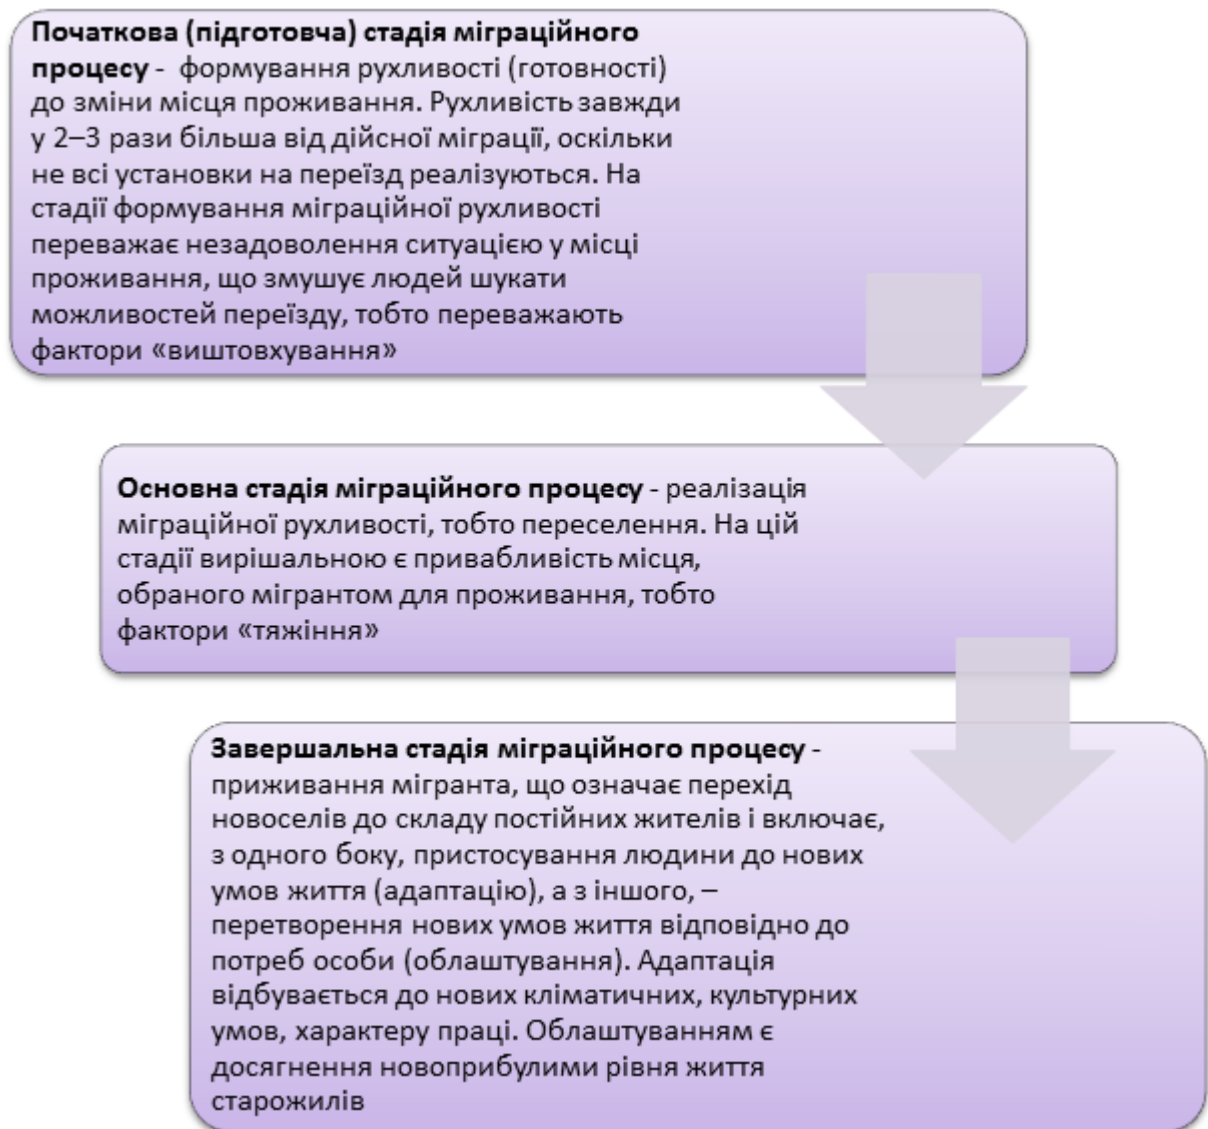 Початкова (підготовча) стадія міграційного
процесу -  формування рухливості (готовності)
до зміни місця проживання. Рухливість завжди
у 2–3 рази більша від дійсної міграції, оскільки
не всі установки на переїзд реалізуються. На
стадії формування міграційної рухливості
переважає незадоволення ситуацією у місці
проживання, що змушує людей шукати
можливостей переїзду, тобто переважають
фактори «виштовхування»
Основна стадія міграційного процесу - реалізація
міграційної рухливості, тобто переселення. На цій
стадії вирішальною є привабливість місця,
обраного мігрантом для проживання, тобто
фактори «тяжіння»
Завершальна стадія міграційного процесу -
приживання мігранта, що означає перехід
новоселів до складу постійних жителів і включає,
з одного боку, пристосування людини до нових
умов життя (адаптацію), а з іншого, –
перетворення нових умов життя відповідно до
потреб особи (облаштування). Адаптація
відбувається до нових кліматичних, культурних
умов, характеру праці. Облаштуванням є
досягнення новоприбулими рівня життя
старожилів